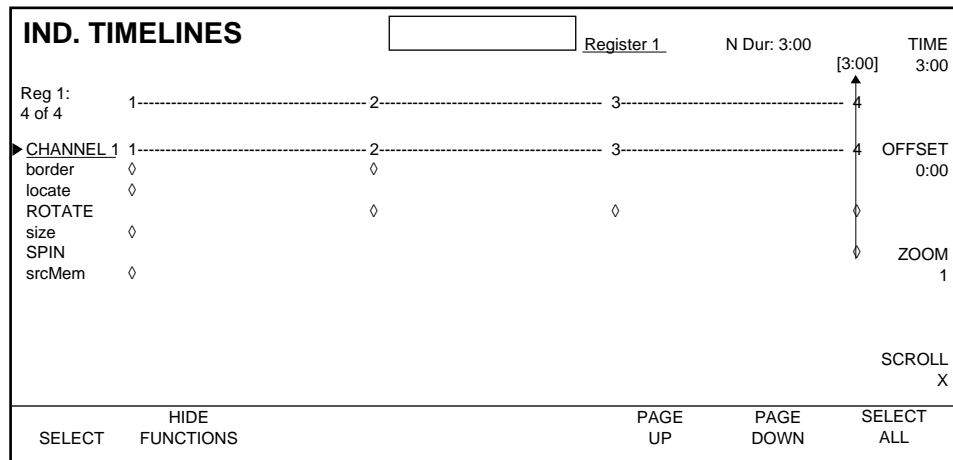 IND. TIMELINES
Register 1 N Dur: 3:00 TIME
[3:00] 3:00
Reg 1:
4 of 4
1 2 3 4
CHANNEL 1 1 2 3 4 OFFSET
border 0:00
locate
ROTATE
size
SPIN ZOOM
srcMem 1
SCROLL
X
SELECT HIDE FUNCTIONS PAGE UP PAGE DOWN SELECT ALL